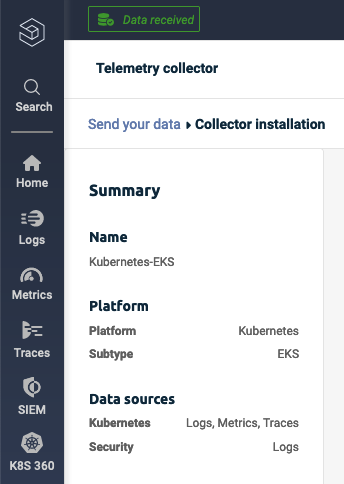 Data received
Telemetry collector
Send your data Collector installation
Search
Home
Logs
Metrics
Traces
SIEM
K8S 360
Summary
Name
Kubernetes-EKS
Platform
Platform Kubernetes
Subtype EKS
Data sources
Kubernetes Logs, Metrics, Traces
Security Logs